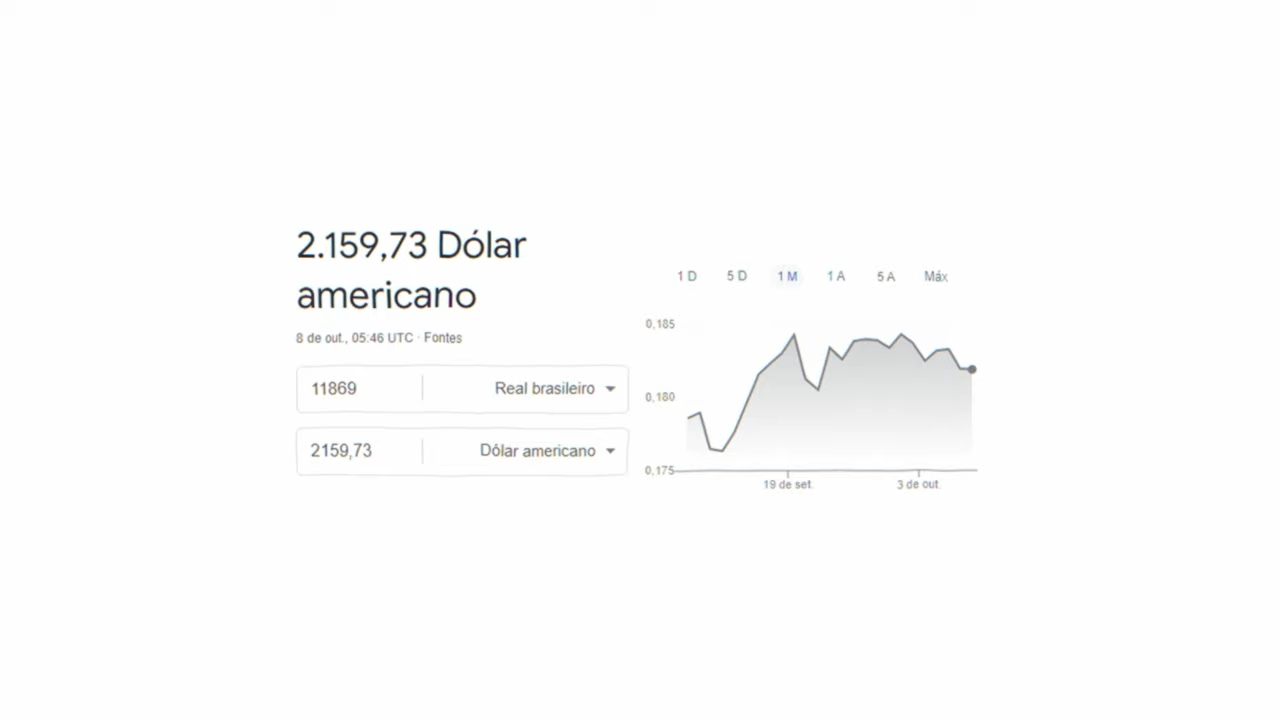 2.159,73 Dólar
americano
8 de out., 05:46 UTC · Fontes
11869 Real brasileiro
2159,73 Dólar americano
1 D 5 D 1 M 1 A 5 A Máx
0,185
0,180
0,175
19 de set. 3 de out.